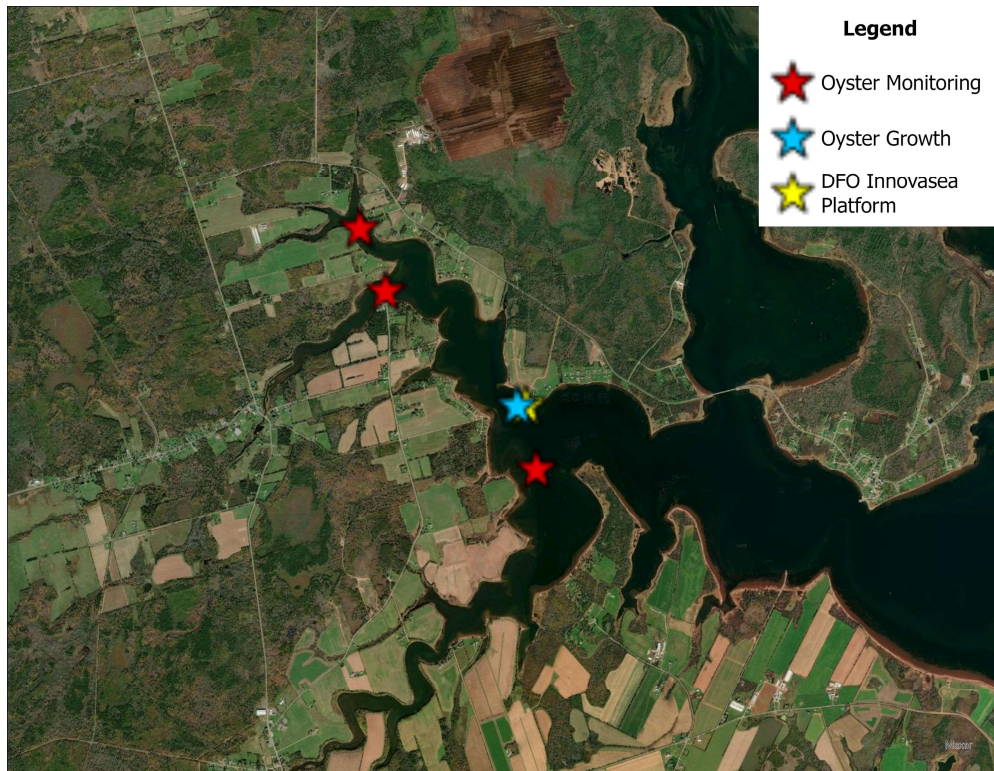 Legend
Oyster Monitoring
Oyster Growth
DFO Innovasea
Platform
Maxar